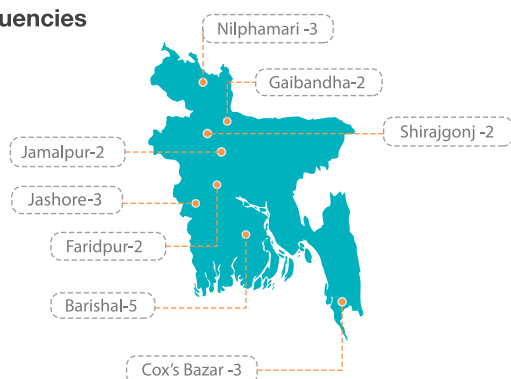 uencies
Nilphamari -3
Gaibandha-2
Shirajgonj -2
Jamalpur-2
Jashore-3
Faridpur-2
Barishal-5
Cox's Bazar -3